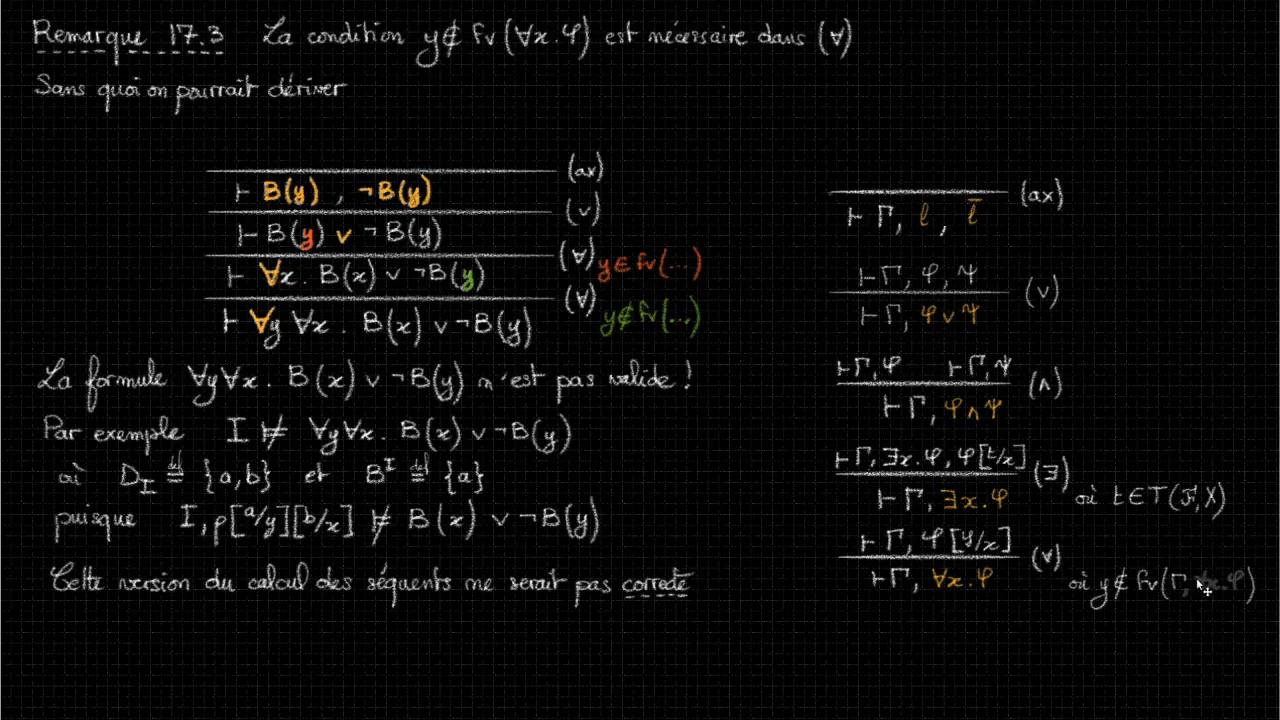 Remarque 17.3 La condition y∉fv(∀x.φ) est nécessaire dans (∀)
Sans quoi on pourrait dériver
(ax)
⊢ B(y) , ¬B(y)
(∨)
⊢ B(y) ∨ ¬B(y)
(∀) y∈fv(...)
⊢ ∀x. B(x) ∨ ¬B(y)
(∀) y∉fv(...)
⊢ ∀y ∀x. B(x) ∨ ¬B(y)
La formule ∀y∀x. B(x) ∨ ¬B(y) n'est pas valide !
Par exemple I ⊭ ∀y∀x. B(x) ∨ ¬B(y)
où D_I ≝ {a,b} et B^I ≝ {a}
puisque I,ρ[a/y][b/x] ⊭ B(x) ∨ ¬B(y)
Cette version du calcul des séquents ne serait pas correcte
(ax)
⊢ Γ, ℓ, ℓ̄
⊢ Γ, φ, ψ
(∨)
⊢ Γ, φ∨ψ
⊢Γ,φ ⊢Γ,ψ
(∧)
⊢ Γ, φ∧ψ
⊢Γ,∃x.φ,φ[t/x]
(∃)
⊢ Γ, ∃x.φ
où t∈T(F,X)
⊢ Γ, φ[y/x]
(∀)
⊢ Γ, ∀x.φ
où y∉fv(Γ,∀x.φ)